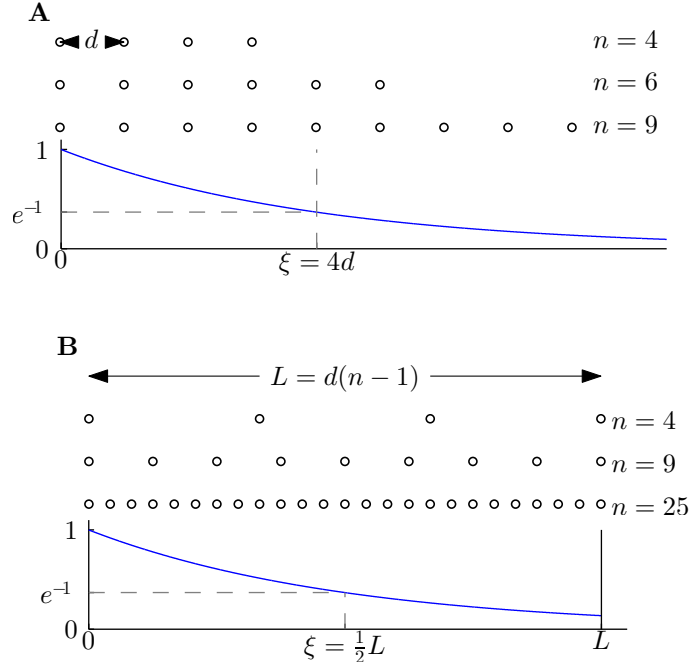 A
d n = 4
n = 6
n = 9
1
e⁻¹
0
0 ξ = 4d
B
L = d(n − 1)
n = 4
n = 9
n = 25
1
e⁻¹
0
0 ξ = ½L L